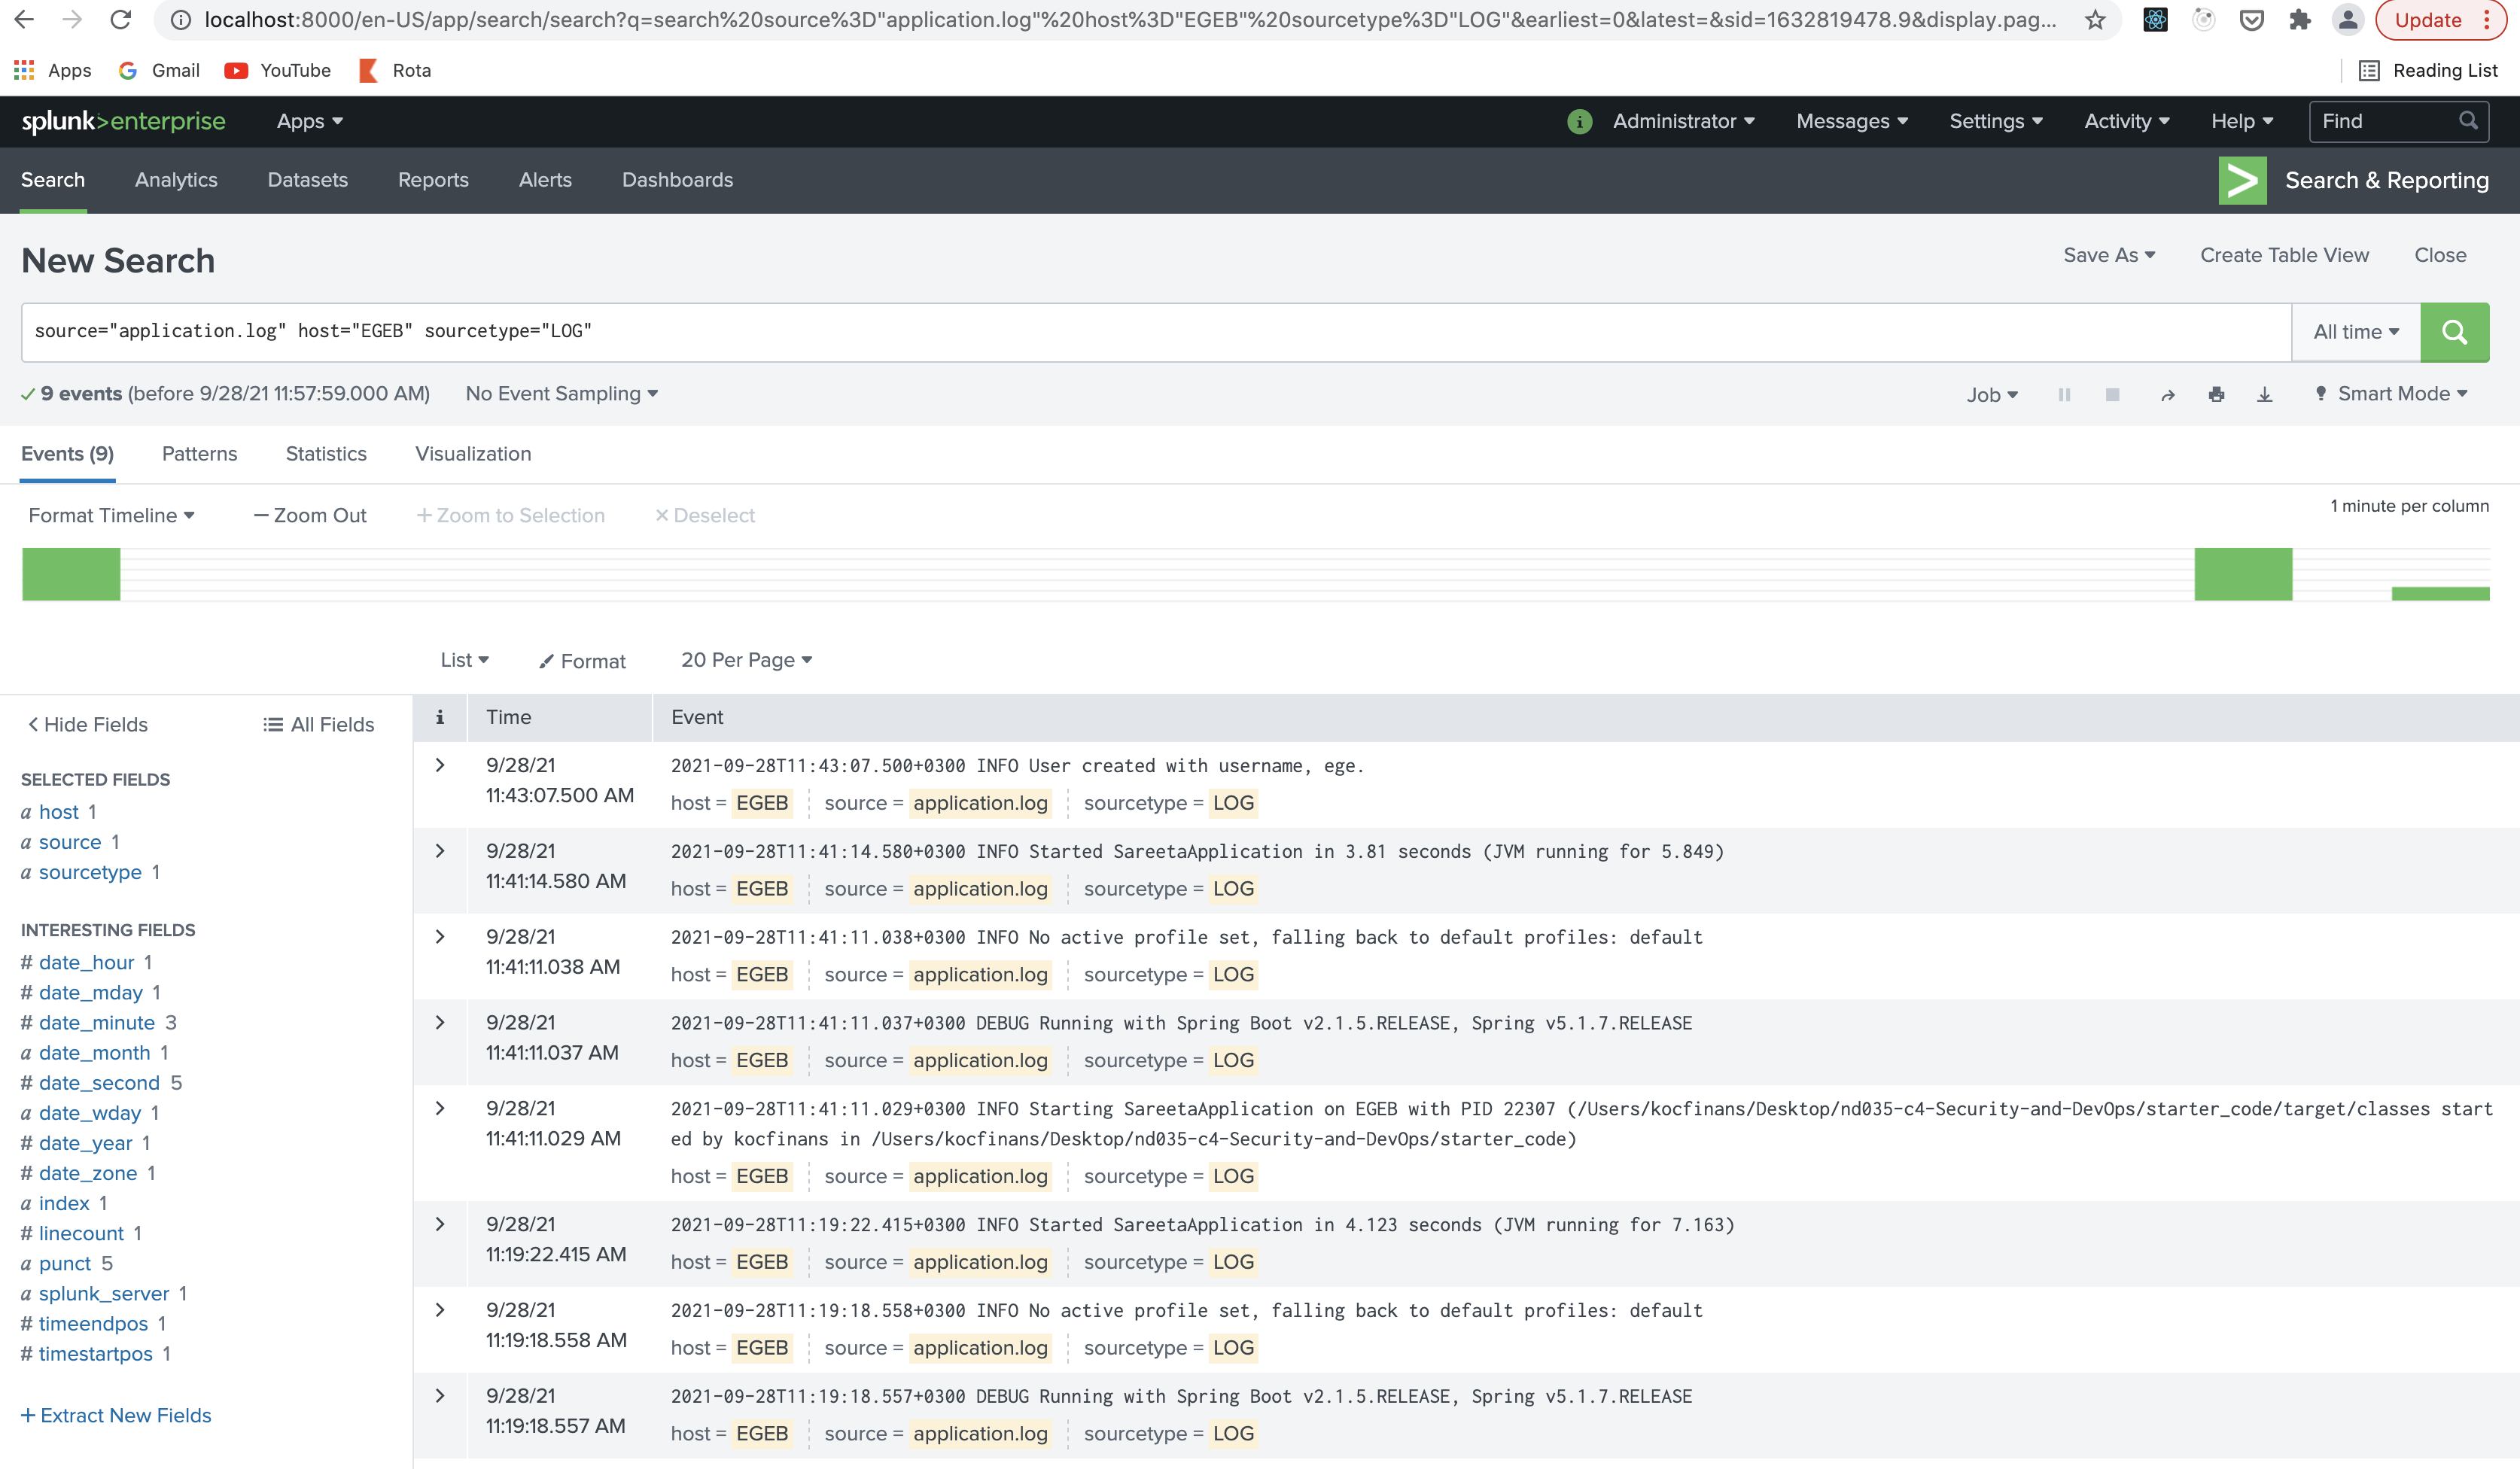 localhost:8000/en-US/app/search/search?q=search%20source%3D"application.log"%20host%3D"EGEB"%20sourcetype%3D"LOG"&earliest=0&latest=&sid=1632819478.9&display.pag... Update
Apps Gmail YouTube Rota Reading List
splunk>enterprise Apps i Administrator Messages Settings Activity Help Find
Search Analytics Datasets Reports Alerts Dashboards > Search & Reporting
New Search Save As Create Table View Close
source="application.log" host="EGEB" sourcetype="LOG" All time
9 events (before 9/28/21 11:57:59.000 AM) No Event Sampling Job Smart Mode
Events (9) Patterns Statistics Visualization
Format Timeline — Zoom Out + Zoom to Selection × Deselect 1 minute per column
List Format 20 Per Page
< Hide Fields All Fields
SELECTED FIELDS
a host 1
a source 1
a sourcetype 1
INTERESTING FIELDS
# date_hour 1
# date_mday 1
# date_minute 3
a date_month 1
# date_second 5
a date_wday 1
# date_year 1
# date_zone 1
a index 1
# linecount 1
a punct 5
a splunk_server 1
# timeendpos 1
# timestartpos 1
+ Extract New Fields
i Time Event
9/28/21
11:43:07.500 AM
2021-09-28T11:43:07.500+0300 INFO User created with username, ege.
host = EGEB source = application.log sourcetype = LOG
9/28/21
11:41:14.580 AM
2021-09-28T11:41:14.580+0300 INFO Started SareetaApplication in 3.81 seconds (JVM running for 5.849)
host = EGEB source = application.log sourcetype = LOG
9/28/21
11:41:11.038 AM
2021-09-28T11:41:11.038+0300 INFO No active profile set, falling back to default profiles: default
host = EGEB source = application.log sourcetype = LOG
9/28/21
11:41:11.037 AM
2021-09-28T11:41:11.037+0300 DEBUG Running with Spring Boot v2.1.5.RELEASE, Spring v5.1.7.RELEASE
host = EGEB source = application.log sourcetype = LOG
9/28/21
11:41:11.029 AM
2021-09-28T11:41:11.029+0300 INFO Starting SareetaApplication on EGEB with PID 22307 (/Users/kocfinans/Desktop/nd035-c4-Security-and-DevOps/starter_code/target/classes start
ed by kocfinans in /Users/kocfinans/Desktop/nd035-c4-Security-and-DevOps/starter_code)
host = EGEB source = application.log sourcetype = LOG
9/28/21
11:19:22.415 AM
2021-09-28T11:19:22.415+0300 INFO Started SareetaApplication in 4.123 seconds (JVM running for 7.163)
host = EGEB source = application.log sourcetype = LOG
9/28/21
11:19:18.558 AM
2021-09-28T11:19:18.558+0300 INFO No active profile set, falling back to default profiles: default
host = EGEB source = application.log sourcetype = LOG
9/28/21
11:19:18.557 AM
2021-09-28T11:19:18.557+0300 DEBUG Running with Spring Boot v2.1.5.RELEASE, Spring v5.1.7.RELEASE
host = EGEB source = application.log sourcetype = LOG